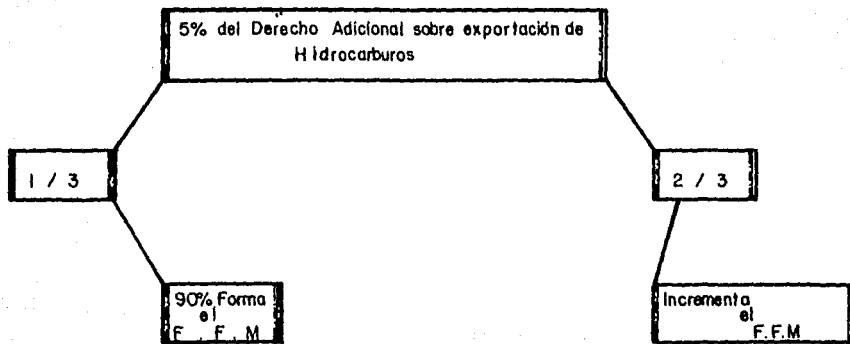 5% del Derecho Adicional sobre exportación de
Hidrocarburos
1 / 3
2 / 3
90% Forma
el
F . F. M
Incrementa
el
F.F.M